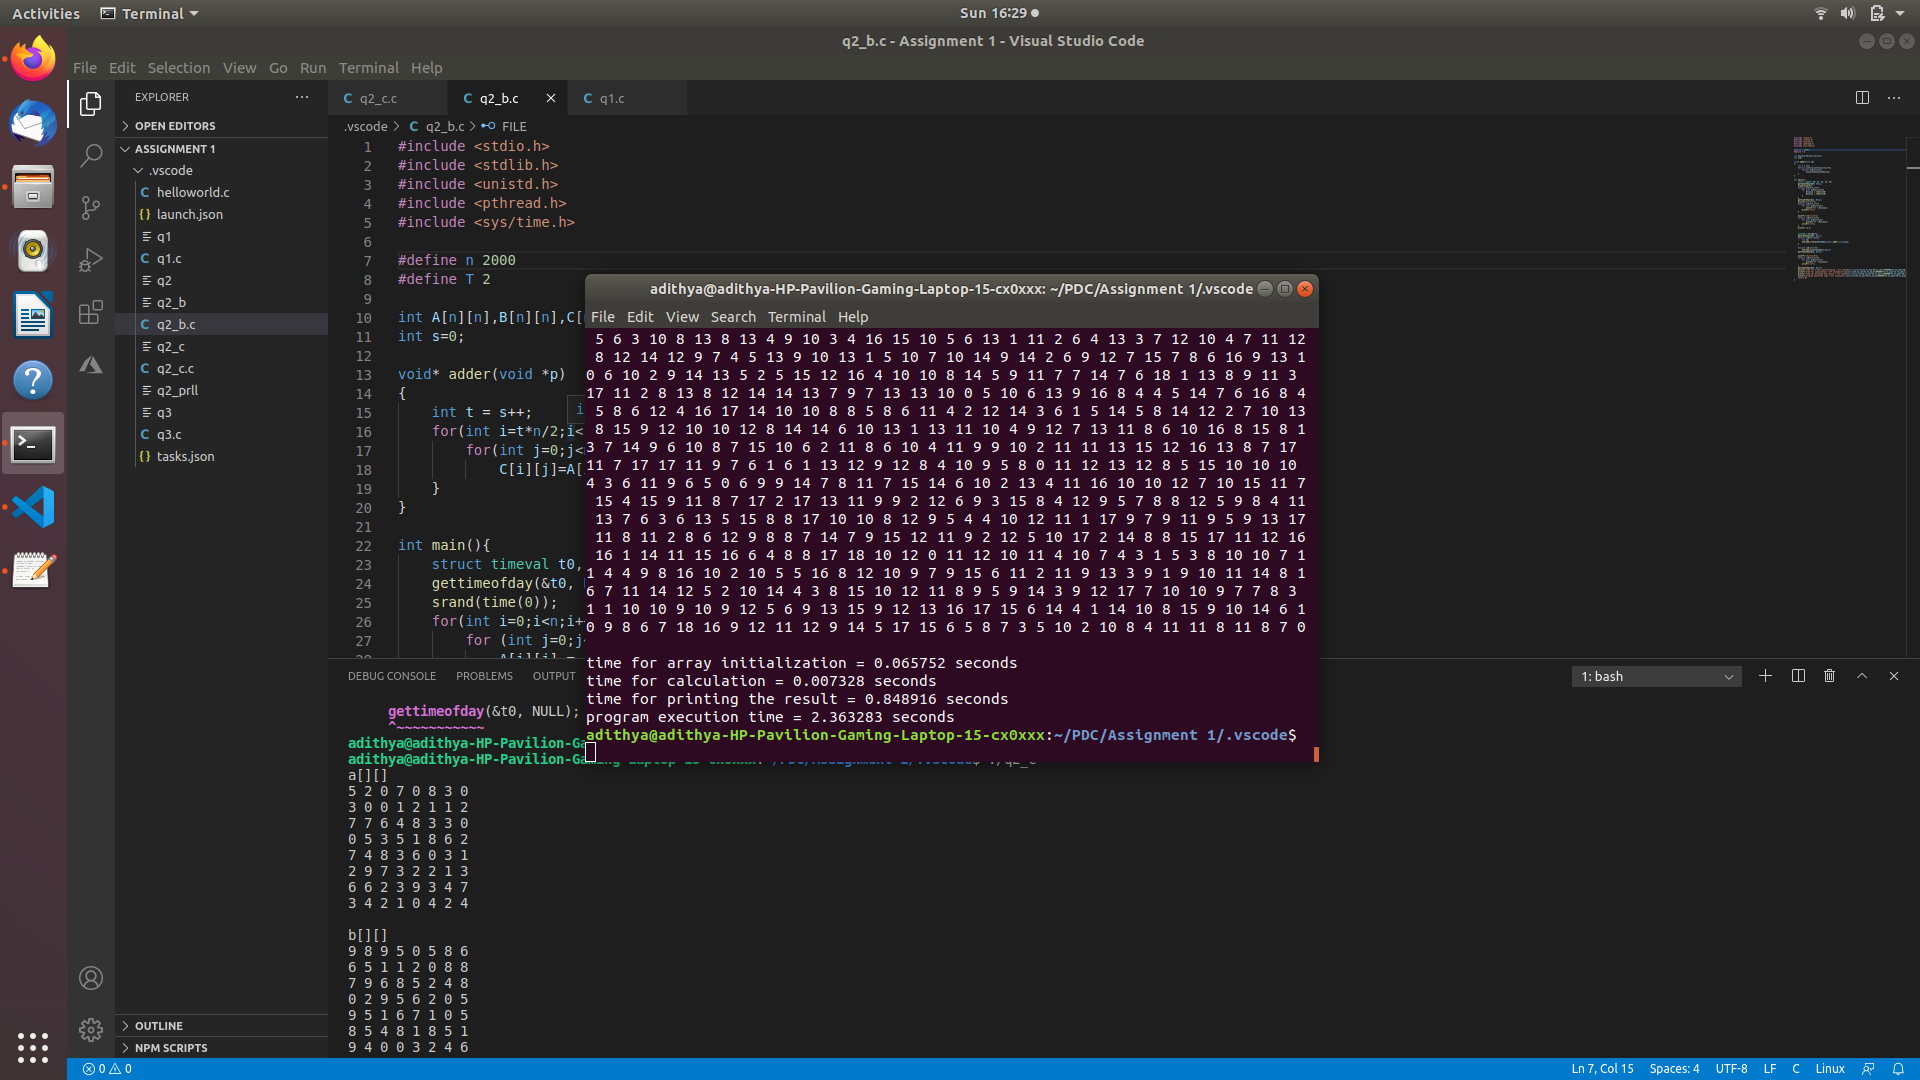 Activities
Terminal
Sun 16:29
q2_b.c - Assignment 1 - Visual Studio Code
File Edit Selection View Go Run Terminal Help
EXPLORER
OPEN EDITORS
ASSIGNMENT 1
.vscode
C helloworld.c
{} launch.json
q1
C q1.c
q2
q2_b
C q2_b.c
q2_c
C q2_c.c
q2_prll
q3
C q3.c
{} tasks.json
OUTLINE
NPM SCRIPTS
C q2_c.c
C q2_b.c
C q1.c
.vscode > C q2_b.c > FILE
1 #include <stdio.h>
2 #include <stdlib.h>
3 #include <unistd.h>
4 #include <pthread.h>
5 #include <sys/time.h>
6
7 #define n 2000
8 #define T 2
9
10 int A[n][n],B[n][n],C[
11 int s=0;
12
13 void* adder(void *p)
14 {
15 int t = s++;
16 for(int i=t*n/2;i<
17 for(int j=0;j<
18 C[i][j]=A[
19 }
20 }
21
22 int main(){
23 struct timeval t0,
24 gettimeofday(&t0,
25 srand(time(0));
26 for(int i=0;i<n;i+
27 for (int j=0;j
28 A[i][j] =
adithya@adithya-HP-Pavilion-Gaming-Laptop-15-cx0xxx: ~/PDC/Assignment 1/.vscode
File Edit View Search Terminal Help
5 6 3 10 8 13 8 13 4 9 10 3 4 16 15 10 5 6 13 1 11 2 6 4 13 3 7 12 10 4 7 11 12
8 12 14 12 9 7 4 5 13 9 10 13 1 5 10 7 10 14 9 14 2 6 9 12 7 15 7 8 6 16 9 13 1
0 6 10 2 9 14 13 5 2 5 15 12 16 4 10 10 8 14 5 9 11 7 7 14 7 6 18 1 13 8 9 11 3
17 11 2 8 13 8 12 14 14 13 7 9 7 13 13 10 0 5 10 6 13 9 16 8 4 4 5 14 7 6 16 8 4
5 8 6 12 4 16 17 14 10 10 8 8 5 8 6 11 4 2 12 14 3 6 1 5 14 5 8 14 12 2 7 10 13
8 15 9 12 10 10 12 8 14 14 6 10 13 1 13 11 10 4 9 12 7 13 11 8 6 10 16 8 15 8 1
3 7 14 9 6 10 8 7 15 10 6 2 11 8 6 10 4 11 9 9 10 2 11 11 13 15 12 16 13 8 7 17
11 7 17 17 11 9 7 6 1 6 1 13 12 9 12 8 4 10 9 5 8 0 11 12 13 12 8 5 15 10 10 10
4 3 6 11 9 6 5 0 6 9 9 14 7 8 11 7 15 14 6 10 2 13 4 11 16 10 10 12 7 10 15 11 7
15 4 15 9 11 8 7 17 2 17 13 11 9 9 2 12 6 9 3 15 8 4 12 9 5 7 8 8 12 5 9 8 4 11
13 7 6 3 6 13 5 15 8 8 17 10 10 8 12 9 5 4 4 10 12 11 1 17 9 7 9 11 9 5 9 13 17
11 8 11 2 8 6 12 9 8 8 7 14 7 9 15 12 11 9 2 12 5 10 17 2 14 8 8 15 17 11 12 16
16 1 14 11 15 16 6 4 8 8 17 18 10 12 0 11 12 10 11 4 10 7 4 3 1 5 3 8 10 10 7 1
1 4 4 9 8 16 10 2 10 5 5 16 8 12 10 9 7 9 15 6 11 2 11 9 13 3 9 1 9 10 11 14 8 1
6 7 11 14 12 5 2 10 14 4 3 8 15 10 12 11 8 9 5 9 14 3 9 12 17 7 10 10 9 7 7 8 3
1 1 10 10 9 10 9 12 5 6 9 13 15 9 12 13 16 17 15 6 14 4 1 14 10 8 15 9 10 14 6 1
0 9 8 6 7 18 16 9 12 11 12 9 14 5 17 15 6 5 8 7 3 5 10 2 10 8 4 11 11 8 11 8 7 0
time for array initialization = 0.065752 seconds
time for calculation = 0.007328 seconds
time for printing the result = 0.848916 seconds
program execution time = 2.363283 seconds
adithya@adithya-HP-Pavilion-Gaming-Laptop-15-cx0xxx:~/PDC/Assignment 1/.vscode$
DEBUG CONSOLE PROBLEMS OUTPUT
1: bash
gettimeofday(&t0, NULL);
^~~~~~~~~~~~
adithya@adithya-HP-Pavilion-Ga
adithya@adithya-HP-Pavilion-Ga
a[][]
5 2 0 7 0 8 3 0
3 0 0 1 2 1 1 2
7 7 6 4 8 3 3 0
0 5 3 5 1 8 6 2
7 4 8 3 6 0 3 1
2 9 7 3 2 2 1 3
6 6 2 3 9 3 4 7
3 4 2 1 0 4 2 4
b[][]
9 8 9 5 0 5 8 6
6 5 1 1 2 0 8 8
7 9 6 8 5 2 4 8
0 2 9 5 6 2 0 5
9 5 1 6 7 1 0 5
8 5 4 8 1 8 5 1
9 4 0 0 3 2 4 6
0 0
Ln 7, Col 15 Spaces: 4 UTF-8 LF C Linux